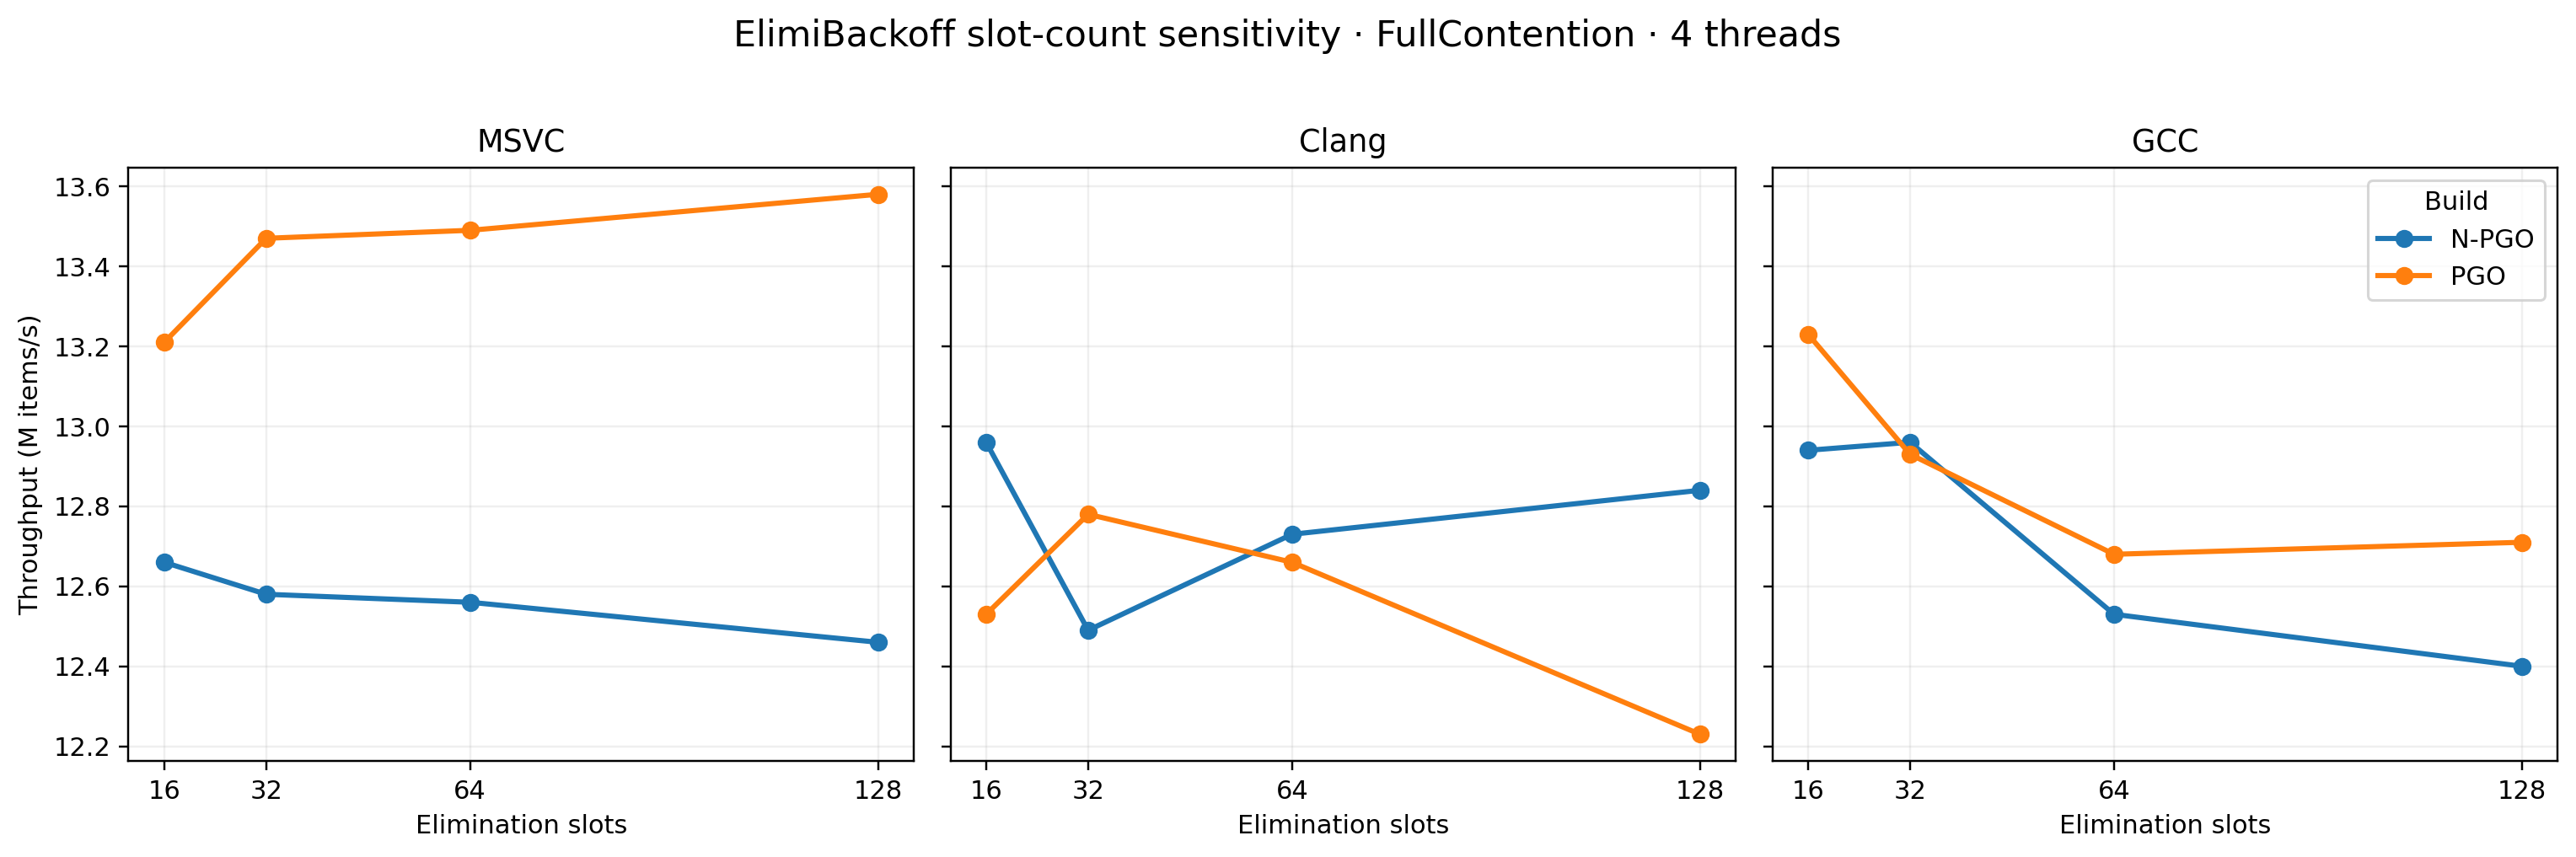 ElimiBackoff slot-count sensitivity · FullContention · 4 threads
MSVC
Throughput (M items/s)
13.6
13.4
13.2
13.0
12.8
12.6
12.4
12.2
16 32 64 128
Elimination slots
Clang
16 32 64 128
Elimination slots
GCC
Build
N-PGO
PGO
16 32 64 128
Elimination slots